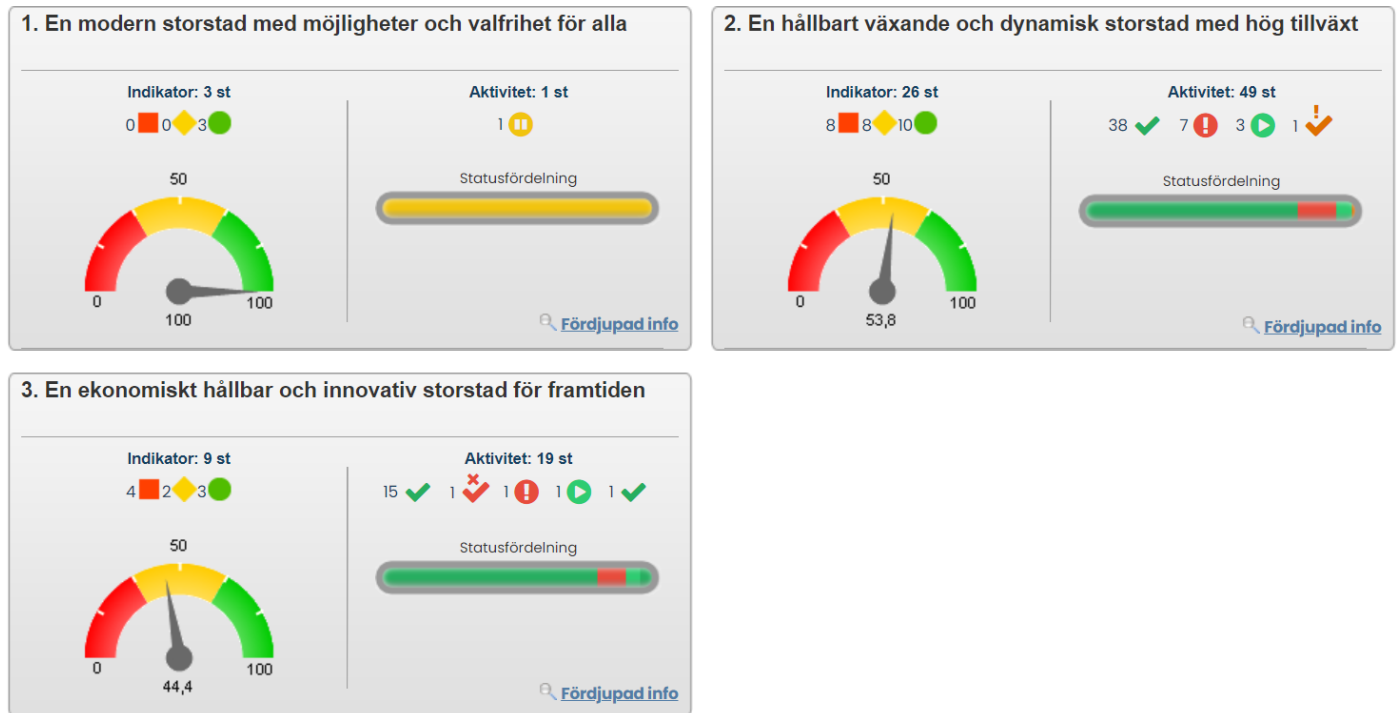 1. En modern storstad med möjligheter och valfrihet för alla
Indikator: 3 st
0 0 3
50
0
100
100
Aktivitet: 1 st
1
Statusfördelning
Fördjupad info
2. En hållbart växande och dynamisk storstad med hög tillväxt
Indikator: 26 st
8 8 10
50
0
100
53,8
Aktivitet: 49 st
38 7 3 1
Statusfördelning
Fördjupad info
3. En ekonomiskt hållbar och innovativ storstad för framtiden
Indikator: 9 st
4 2 3
50
0
100
44,4
Aktivitet: 19 st
15 1 1 1 1
Statusfördelning
Fördjupad info